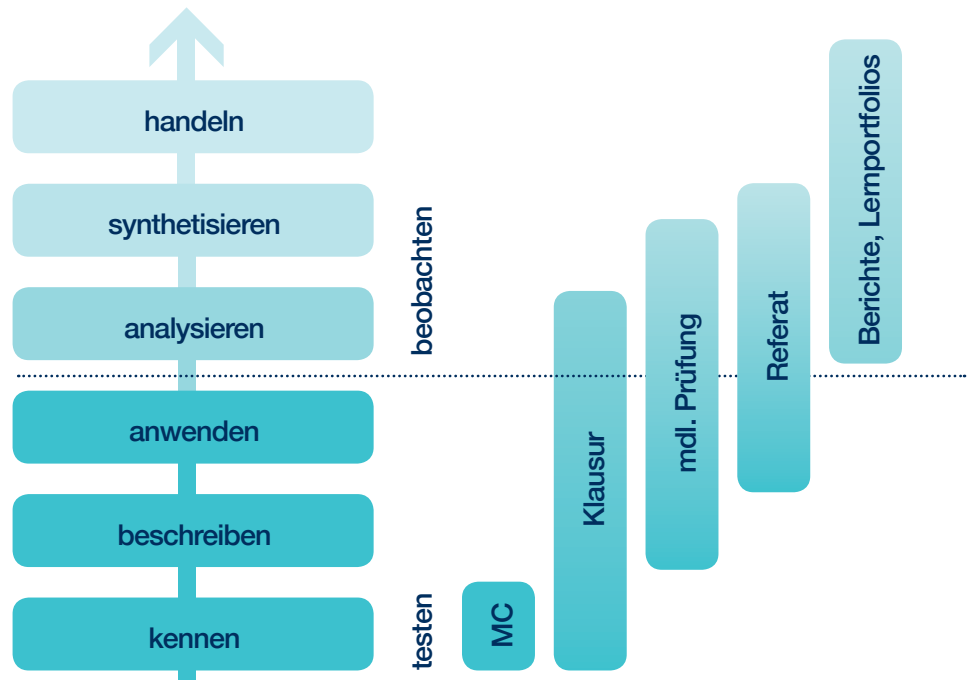 handeln
synthetisieren
analysieren
anwenden
beschreiben
kennen
beobachten
testen
MC
Klausur
mdl. Prüfung
Referat
Berichte, Lernportfolios